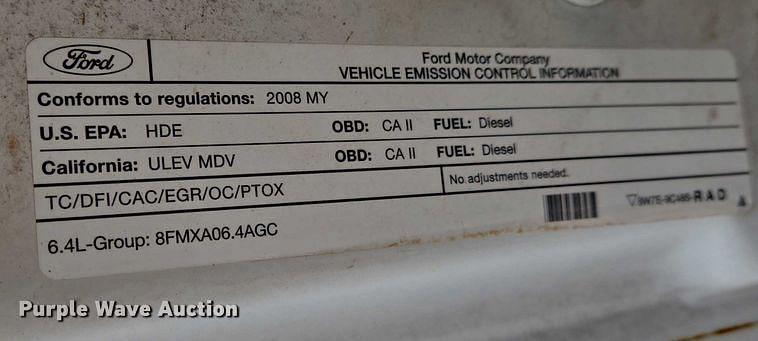 Ford
Ford Motor Company
VEHICLE EMISSION CONTROL INFORMATION
Conforms to regulations: 2008 MY
U.S. EPA: HDE OBD: CA II FUEL: Diesel
California: ULEV MDV OBD: CA II FUEL: Diesel
TC/DFI/CAC/EGR/OC/PTOX
No adjustments needed.
6.4L-Group: 8FMXA06.4AGC
RAD
Purple Wave Auction